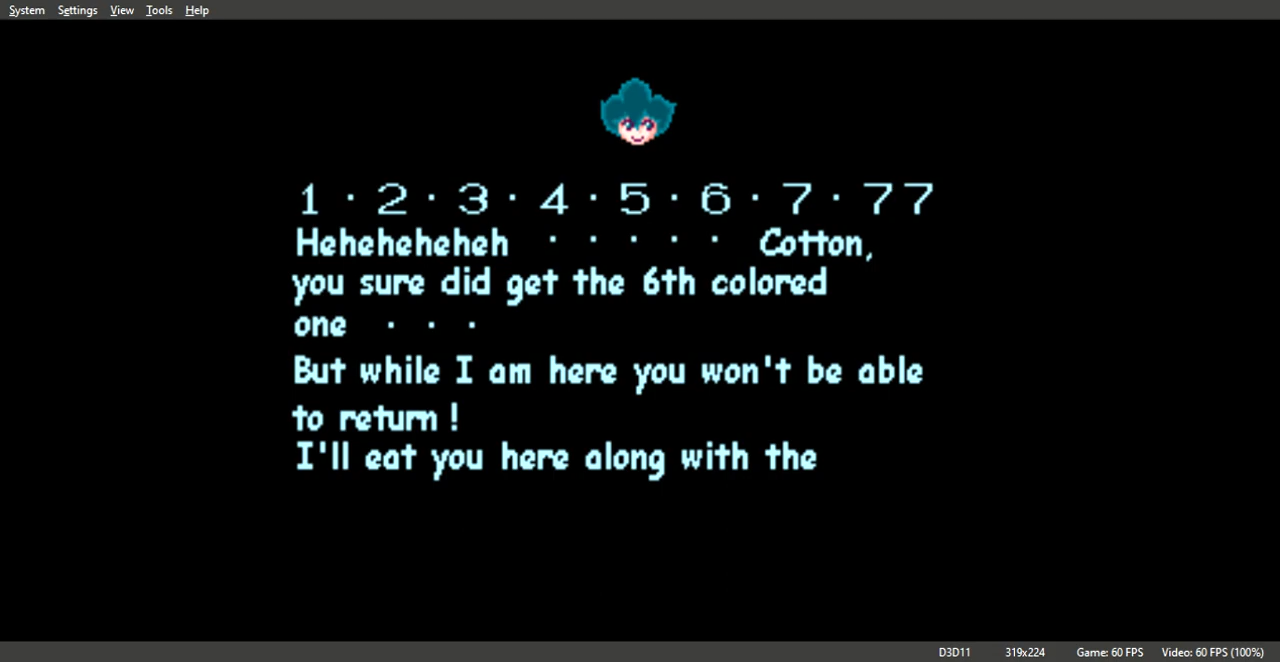 System Settings View Tools Help
1・2・3・4・5・6・7・77
Heheheheheh ・・・・・ Cotton,
you sure did get the 6th colored
one ・・・
But while I am here you won't be able
to return!
I'll eat you here along with the
D3D11 319x224 Game: 60 FPS Video: 60 FPS (100%)